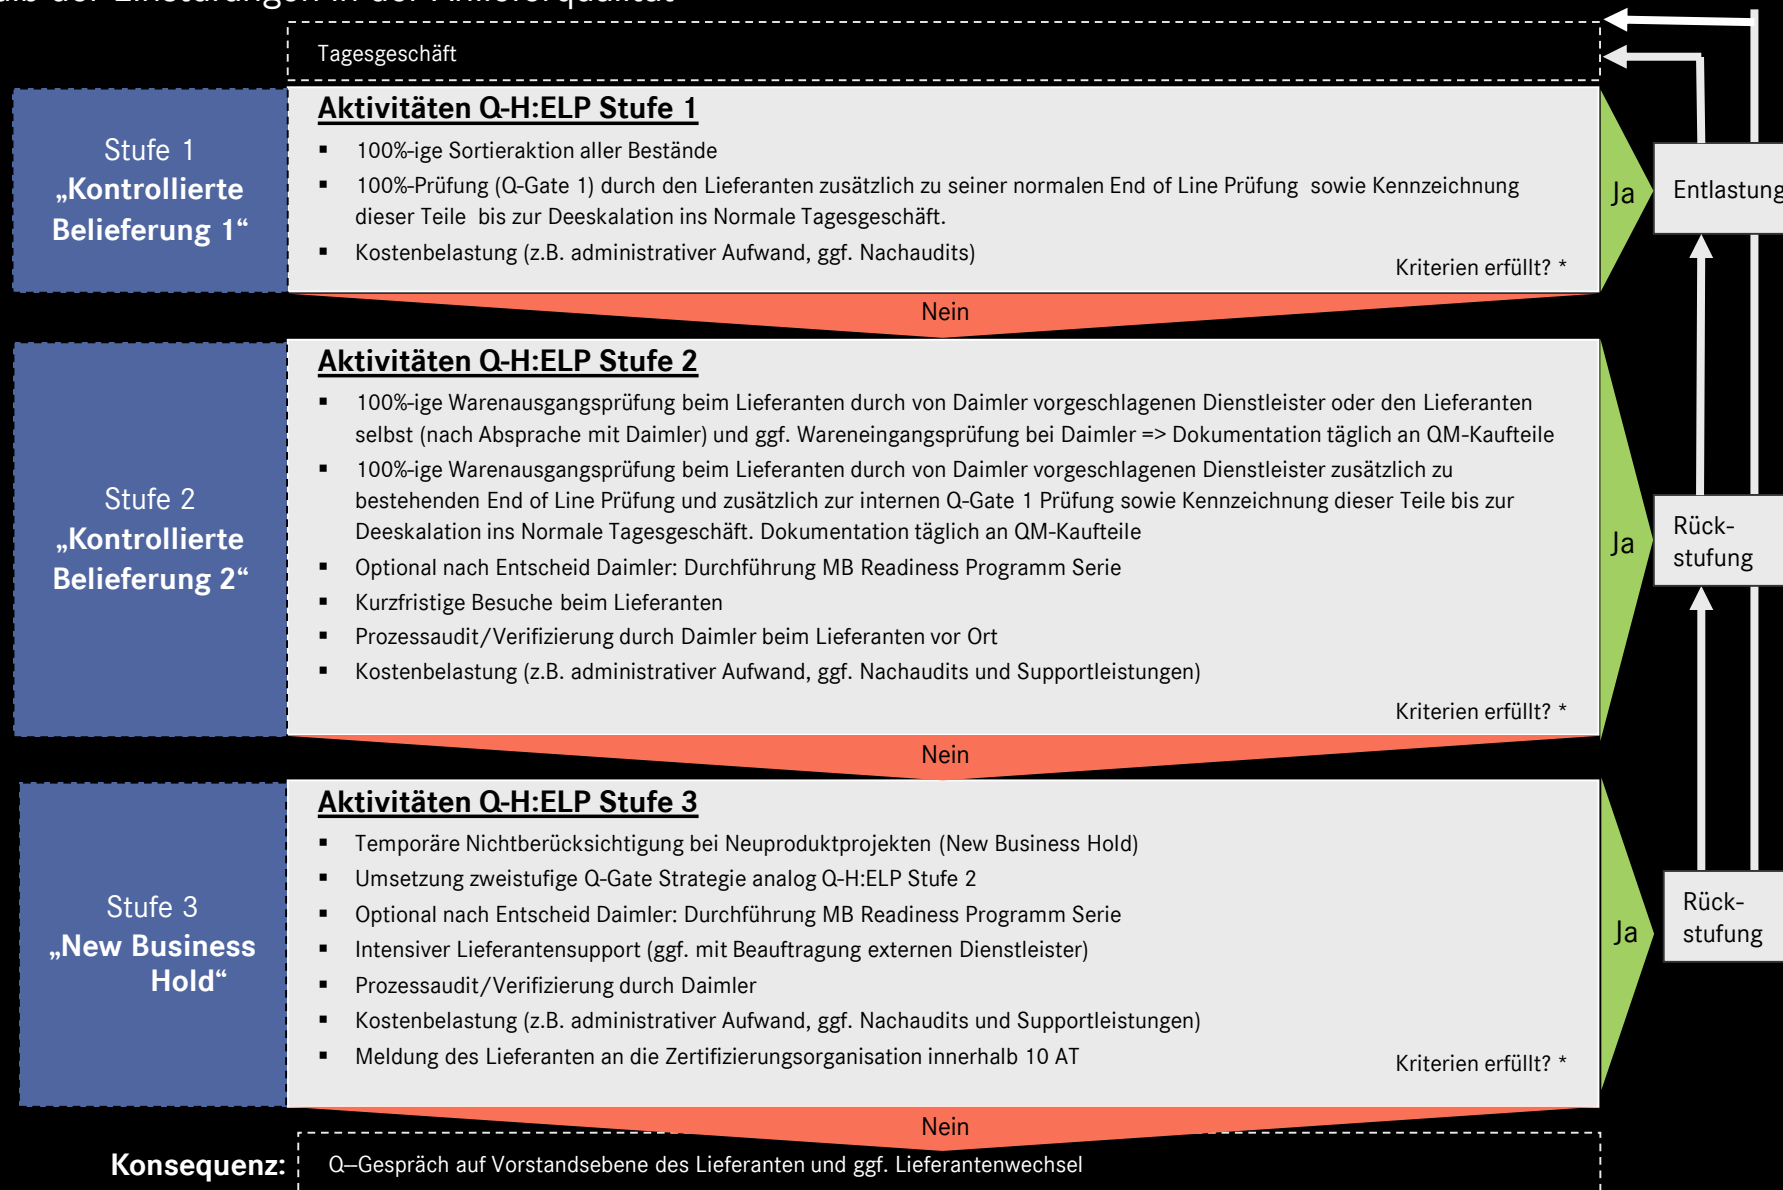 der Einstufungen in der Anlieferqualität
Tagesgeschäft
Stufe 1
„Kontrollierte
Belieferung 1“
Aktivitäten Q-H:ELP Stufe 1
▪ 100%-ige Sortieraktion aller Bestände
▪ 100%-Prüfung (Q-Gate 1) durch den Lieferanten zusätzlich zu seiner normalen End of Line Prüfung sowie Kennzeichnung
dieser Teile bis zur Deeskalation ins Normale Tagesgeschäft.
▪ Kostenbelastung (z.B. administrativer Aufwand, ggf. Nachaudits)
Kriterien erfüllt? *
Ja
Entlastung
Nein
Stufe 2
„Kontrollierte
Belieferung 2“
Aktivitäten Q-H:ELP Stufe 2
▪ 100%-ige Warenausgangsprüfung beim Lieferanten durch von Daimler vorgeschlagenen Dienstleister oder den Lieferanten
selbst (nach Absprache mit Daimler) und ggf. Wareneingangsprüfung bei Daimler => Dokumentation täglich an QM-Kaufteile
▪ 100%-ige Warenausgangsprüfung beim Lieferanten durch von Daimler vorgeschlagenen Dienstleister zusätzlich zu
bestehenden End of Line Prüfung und zusätzlich zur internen Q-Gate 1 Prüfung sowie Kennzeichnung dieser Teile bis zur
Deeskalation ins Normale Tagesgeschäft. Dokumentation täglich an QM-Kaufteile
▪ Optional nach Entscheid Daimler: Durchführung MB Readiness Programm Serie
▪ Kurzfristige Besuche beim Lieferanten
▪ Prozessaudit/Verifizierung durch Daimler beim Lieferanten vor Ort
▪ Kostenbelastung (z.B. administrativer Aufwand, ggf. Nachaudits und Supportleistungen)
Kriterien erfüllt? *
Ja
Rück-
stufung
Nein
Stufe 3
„New Business
Hold“
Aktivitäten Q-H:ELP Stufe 3
▪ Temporäre Nichtberücksichtigung bei Neuproduktprojekten (New Business Hold)
▪ Umsetzung zweistufige Q-Gate Strategie analog Q-H:ELP Stufe 2
▪ Optional nach Entscheid Daimler: Durchführung MB Readiness Programm Serie
▪ Intensiver Lieferantensupport (ggf. mit Beauftragung externen Dienstleister)
▪ Prozessaudit/Verifizierung durch Daimler
▪ Kostenbelastung (z.B. administrativer Aufwand, ggf. Nachaudits und Supportleistungen)
▪ Meldung des Lieferanten an die Zertifizierungsorganisation innerhalb 10 AT
Kriterien erfüllt? *
Ja
Rück-
stufung
Nein
Konsequenz:
Q–Gespräch auf Vorstandsebene des Lieferanten und ggf. Lieferantenwechsel